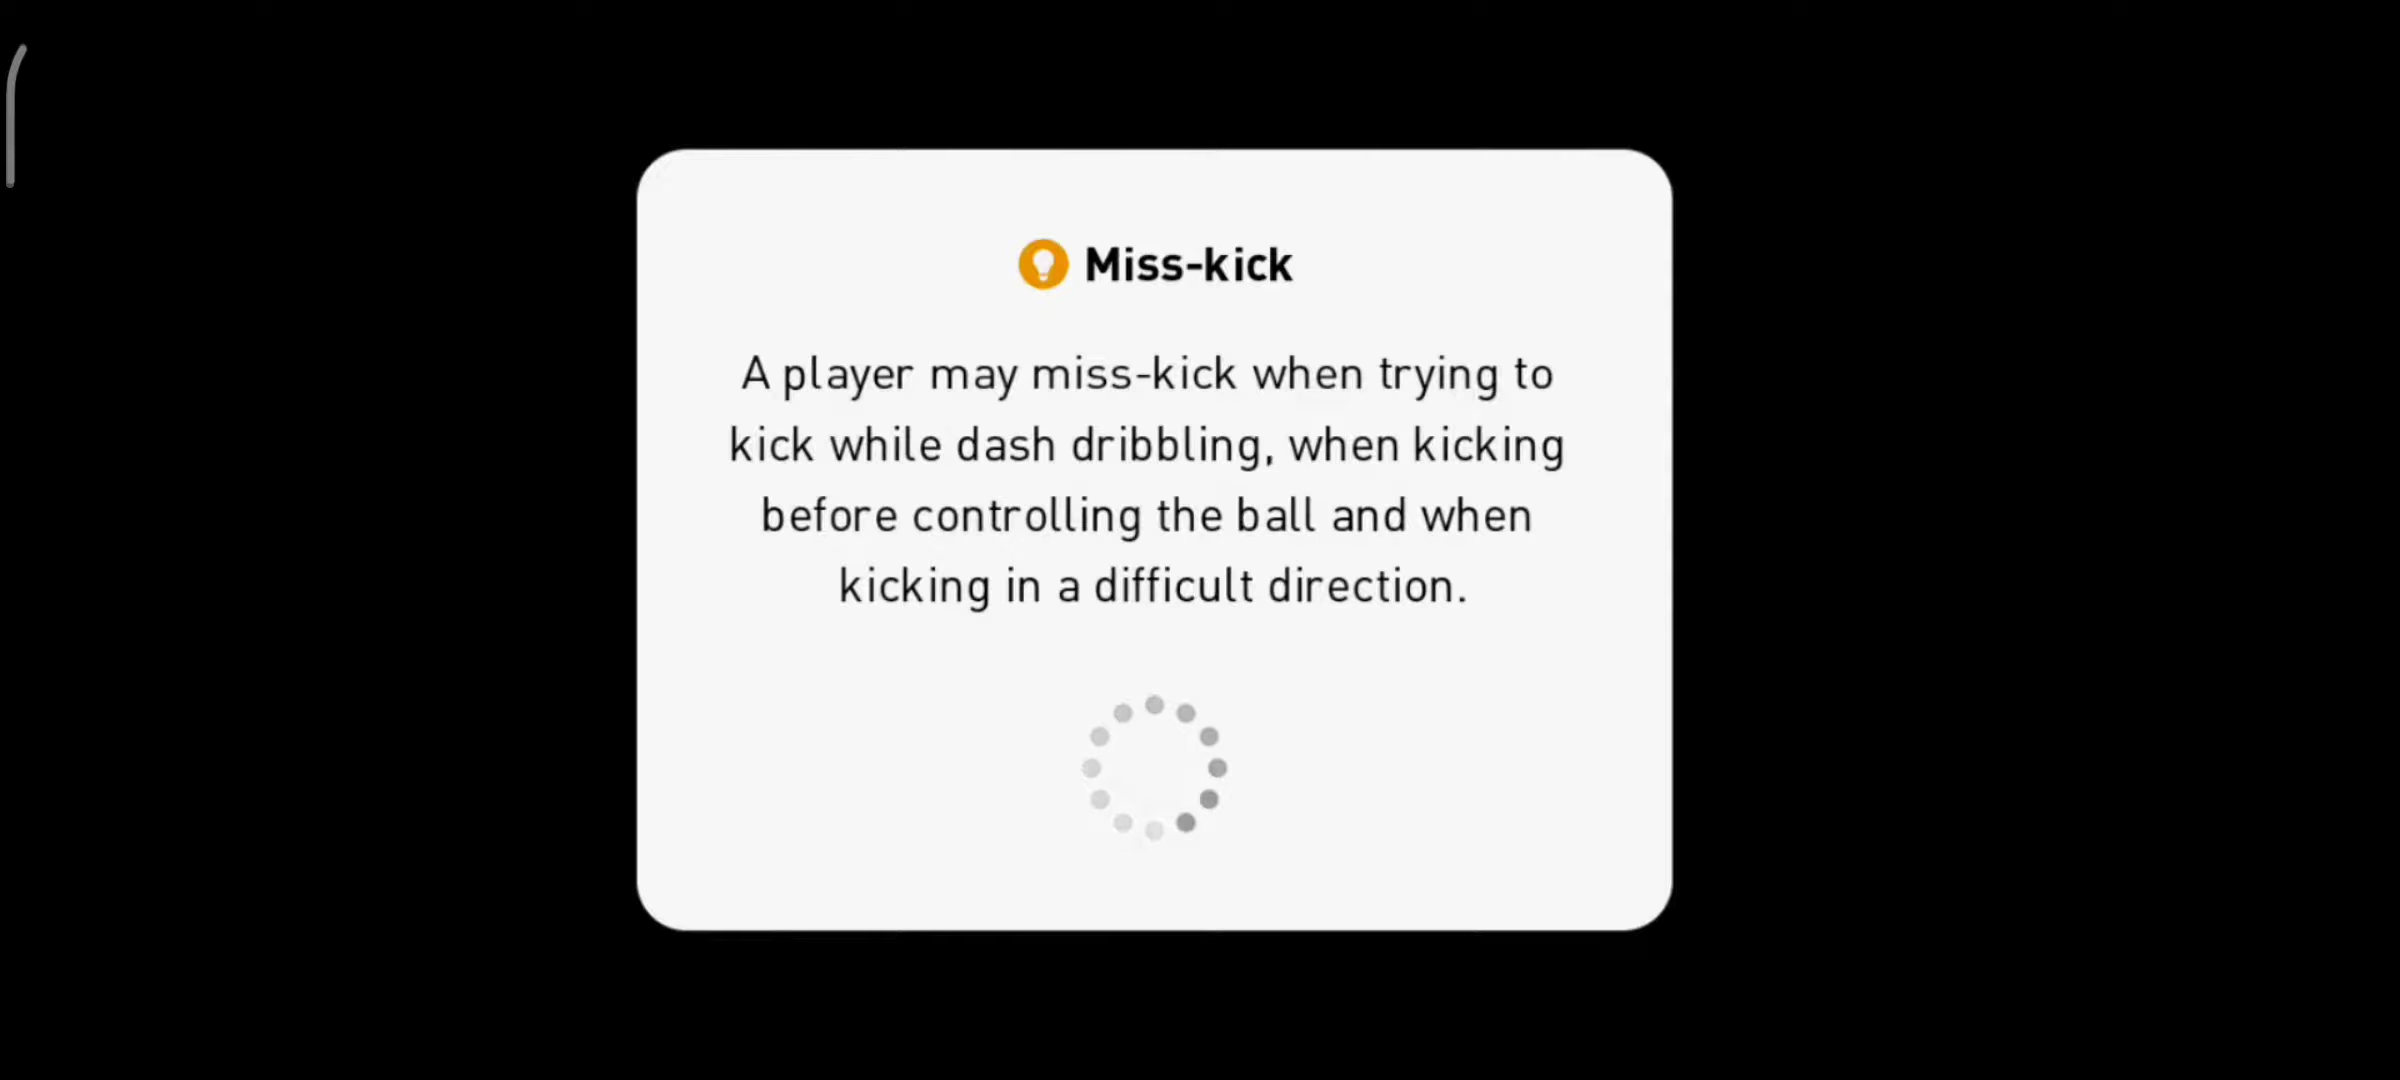 Miss-kick
A player may miss-kick when trying to
kick while dash dribbling, when kicking
before controlling the ball and when
kicking in a difficult direction.